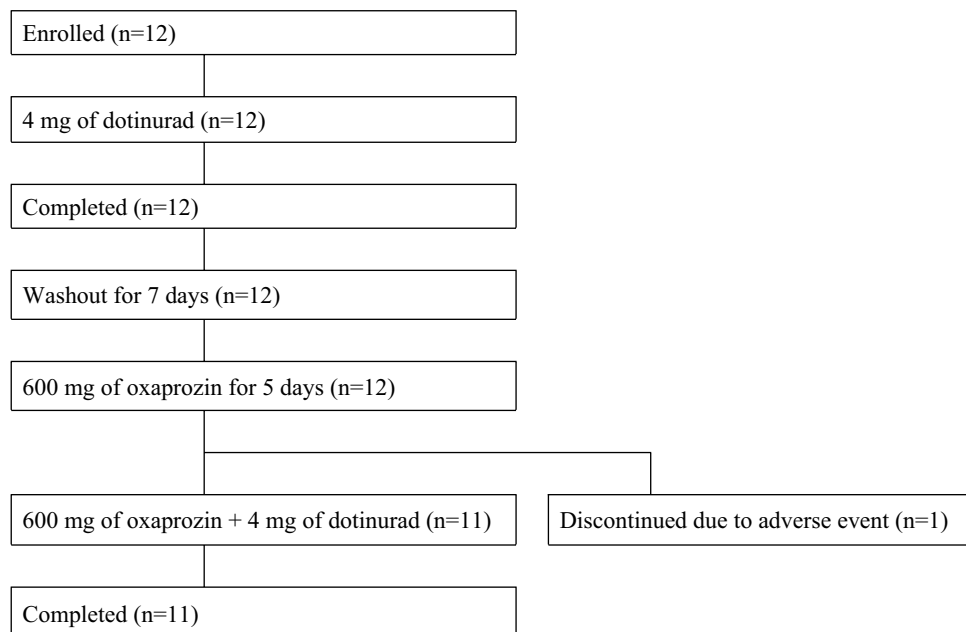 Enrolled (n=12)
4 mg of dotinurad (n=12)
Completed (n=12)
Washout for 7 days (n=12)
600 mg of oxaprozin for 5 days (n=12)
600 mg of oxaprozin + 4 mg of dotinurad (n=11)
Discontinued due to adverse event (n=1)
Completed (n=11)